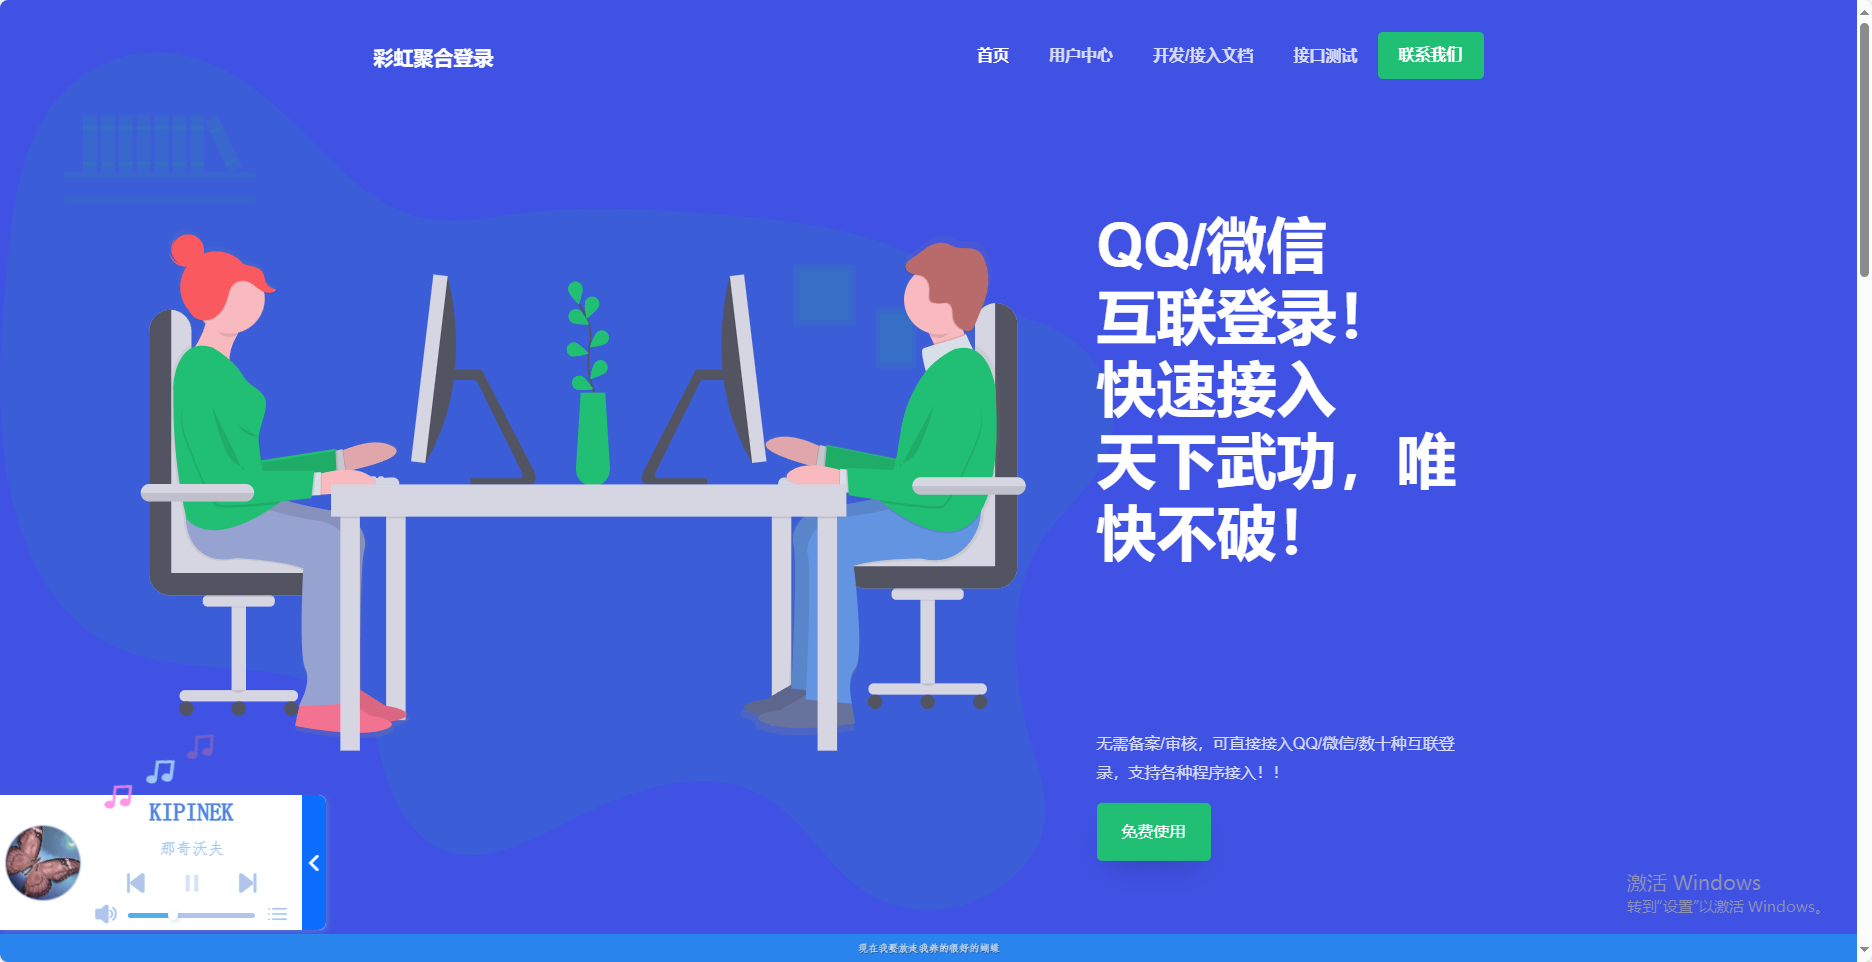 彩虹聚合登录
首页
用户中心
开发/接入文档
接口测试
联系我们
QQ/微信
互联登录！
快速接入
天下武功，唯
快不破！
无需备案/审核，可直接接入QQ/微信/数十种互联登
录，支持各种程序接入！！
免费使用
KIPINEK
那奇沃夫
激活 Windows
转到“设置”以激活 Windows。
现在我要放走我养的很好的蝴蝶